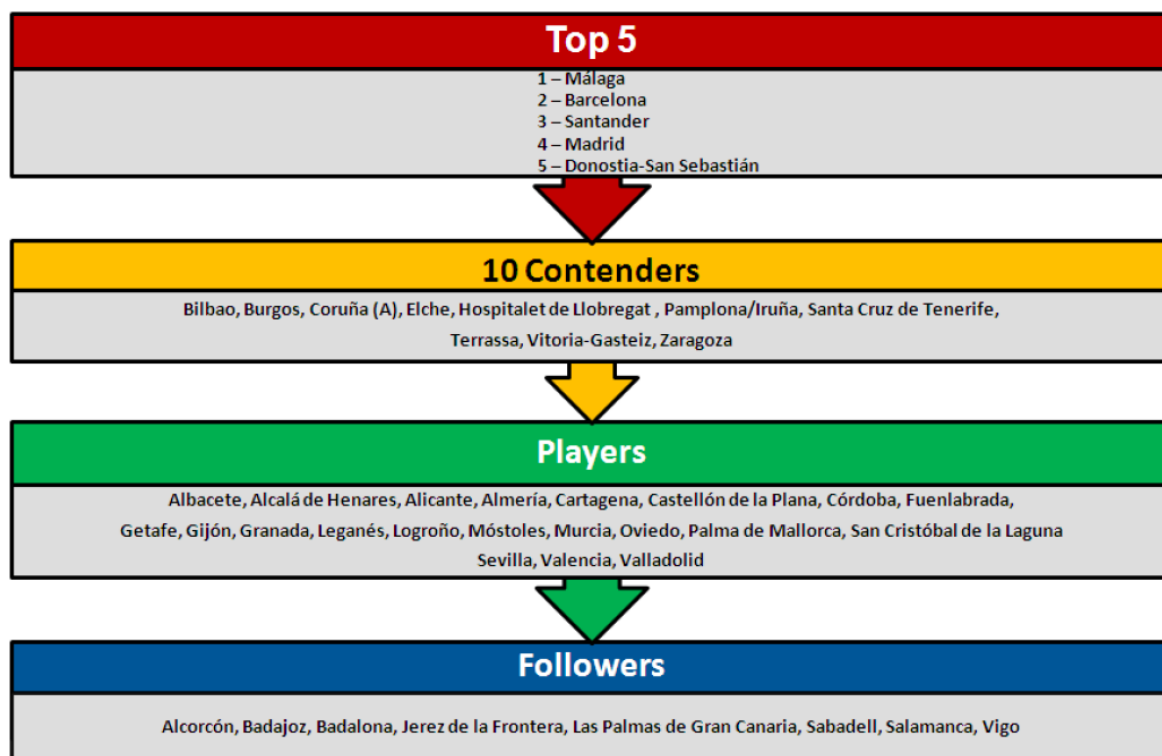 Top 5
1 – Málaga
2 – Barcelona
3 – Santander
4 – Madrid
5 – Donostia-San Sebastián
10 Contenders
Bilbao, Burgos, Coruña (A), Elche, Hospitalet de Llobregat , Pamplona/Iruña, Santa Cruz de Tenerife,
Terrassa, Vitoria-Gasteiz, Zaragoza
Players
Albacete, Alcalá de Henares, Alicante, Almería, Cartagena, Castellón de la Plana, Córdoba, Fuenlabrada,
Getafe, Gijón, Granada, Leganés, Logroño, Móstoles, Murcia, Oviedo, Palma de Mallorca, San Cristóbal de la Laguna
Sevilla, Valencia, Valladolid
Followers
Alcorcón, Badajoz, Badalona, Jerez de la Frontera, Las Palmas de Gran Canaria, Sabadell, Salamanca, Vigo